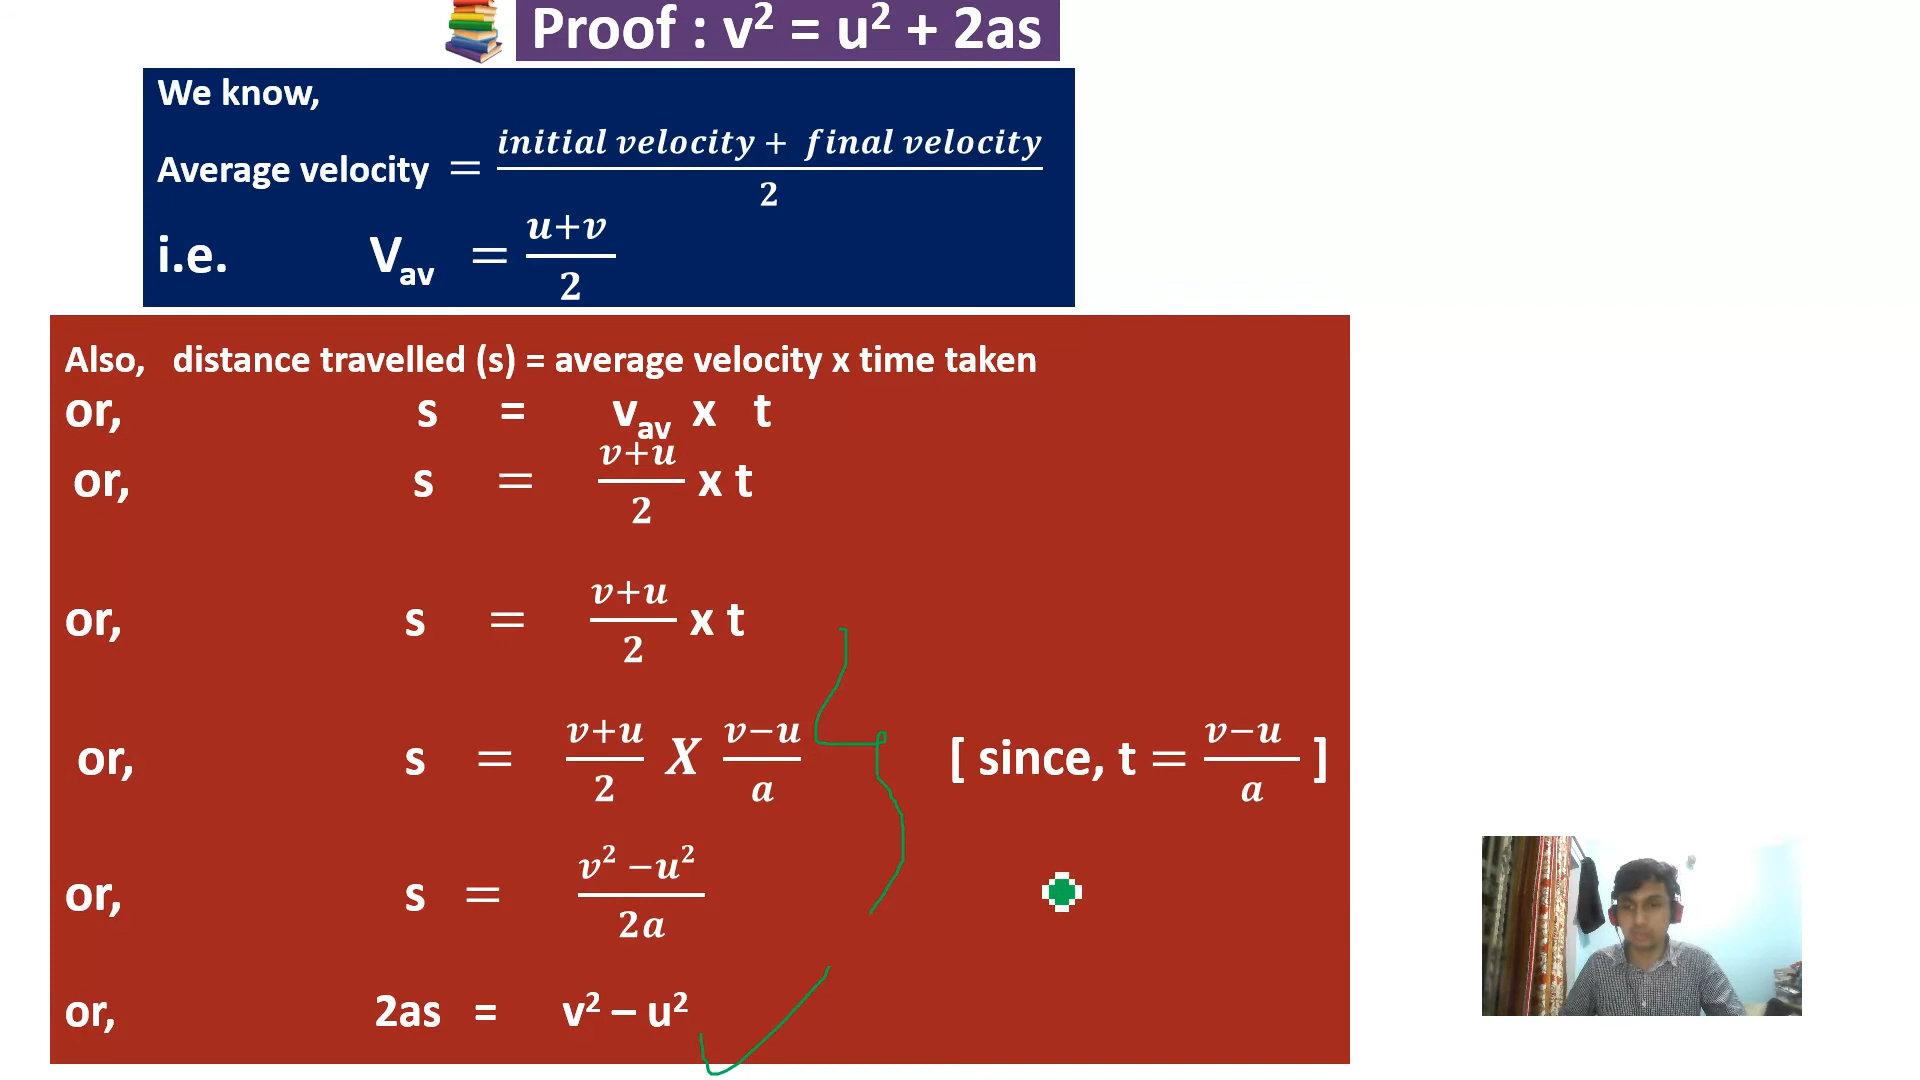 Proof : v² = u² + 2as
We know,
Average velocity = (initial velocity + final velocity)/2
i.e. Vav = (u+v)/2
Also, distance travelled (s) = average velocity x time taken
or, s = vav x t
or, s = (v+u)/2 x t
or, s = (v+u)/2 x t
or, s = (v+u)/2 X (v−u)/a [ since, t = (v−u)/a ]
or, s = (v² −u²)/2a
or, 2as = v² – u²